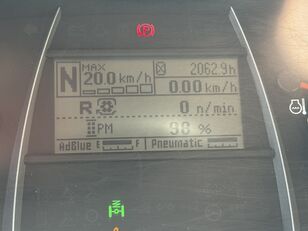 MAX
2062.9h
N
20.0 km/h
0.00 km/h
R
0 n/min
PM
98 %
AdBlue E F
Pneumatic